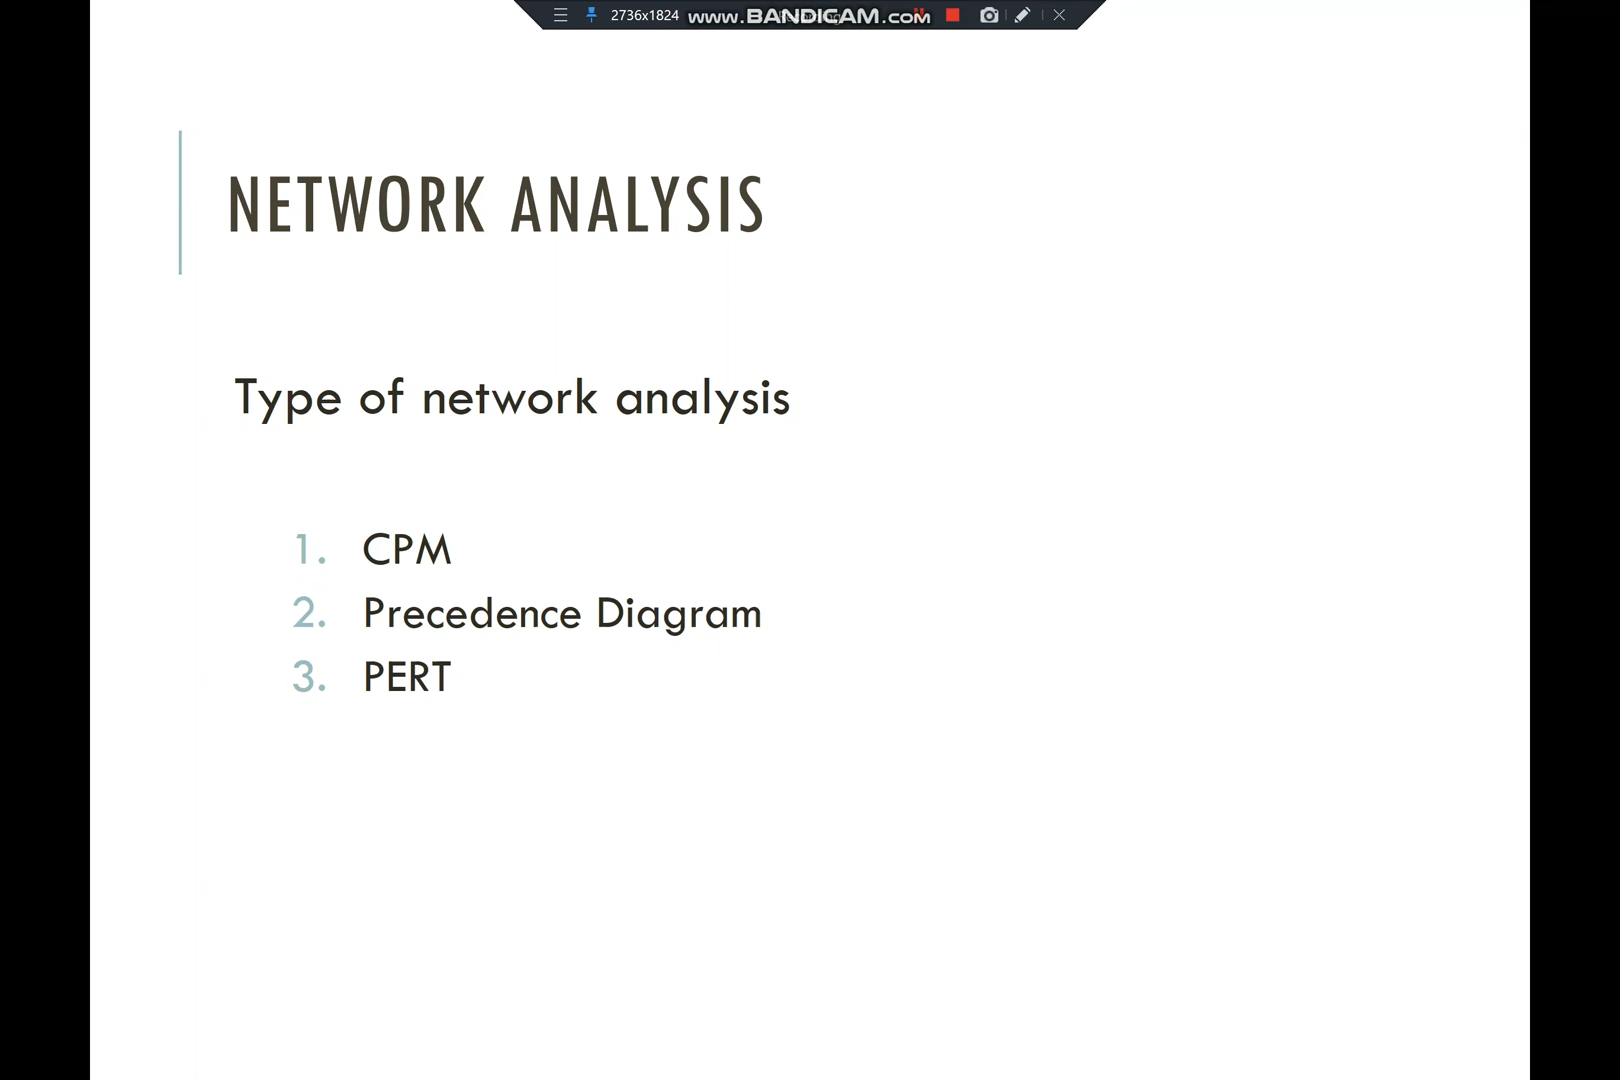 2736x1824 www.BANDICAM.com
NETWORK ANALYSIS
Type of network analysis
1. CPM
2. Precedence Diagram
3. PERT